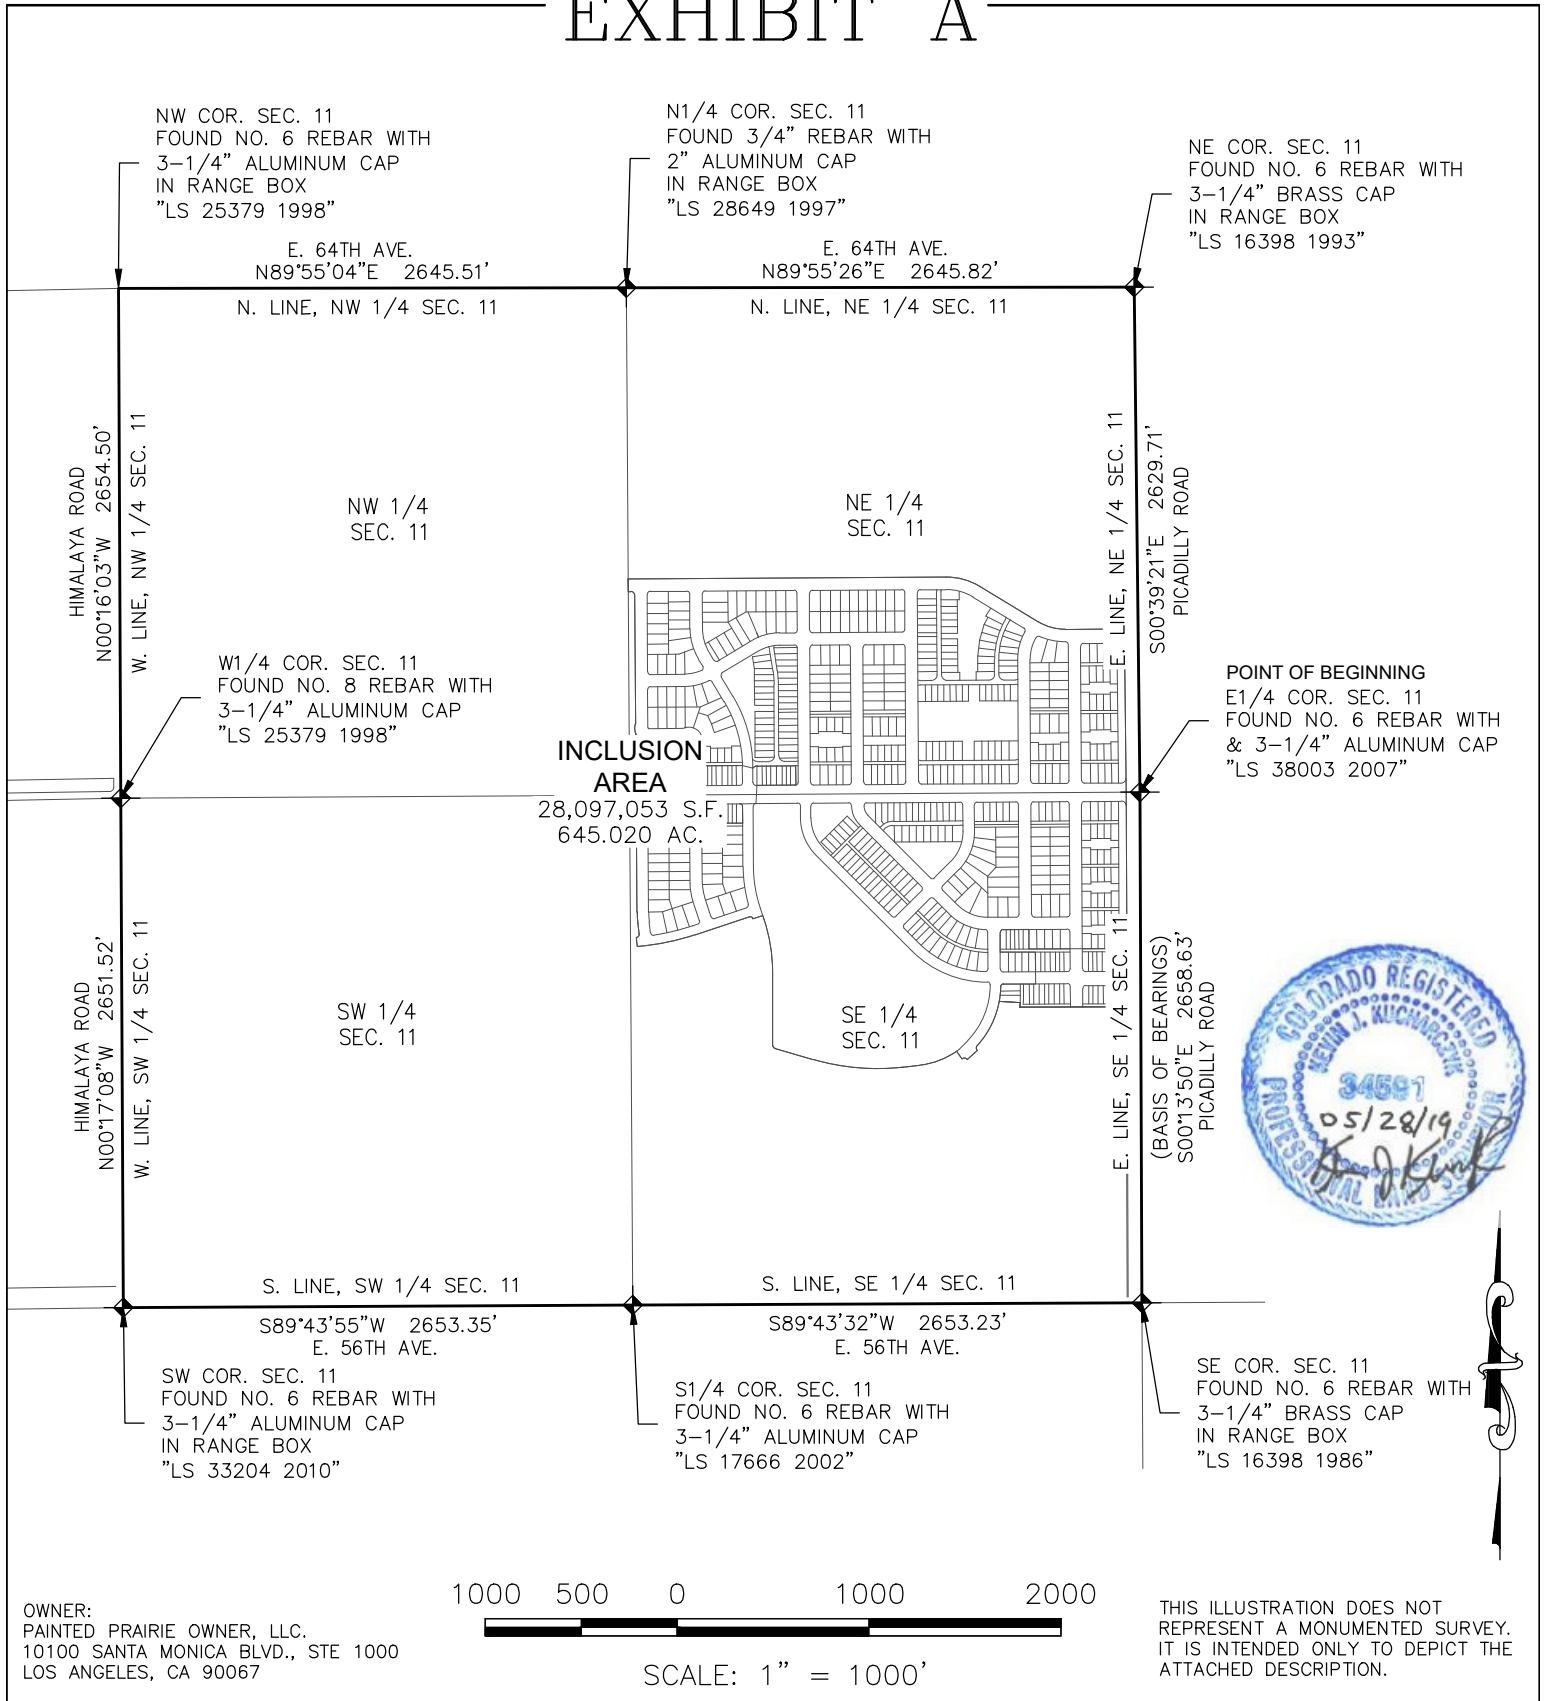 EXHIBIT A
NW COR. SEC. 11
FOUND NO. 6 REBAR WITH
3-1/4" ALUMINUM CAP
IN RANGE BOX
"LS 25379 1998"
N1/4 COR. SEC. 11
FOUND 3/4" REBAR WITH
2" ALUMINUM CAP
IN RANGE BOX
"LS 28649 1997"
NE COR. SEC. 11
FOUND NO. 6 REBAR WITH
3-1/4" BRASS CAP
IN RANGE BOX
"LS 16398 1993"
E. 64TH AVE.
N89°55'04"E 2645.51'
N. LINE, NW 1/4 SEC. 11
E. 64TH AVE.
N89°55'26"E 2645.82'
N. LINE, NE 1/4 SEC. 11
HIMALAYA ROAD
N00°16'03"W 2654.50'
W. LINE, NW 1/4 SEC. 11
NW 1/4
SEC. 11
NE 1/4
SEC. 11
E. LINE, NE 1/4 SEC. 11
S00°39'21"E 2629.71'
PICADILLY ROAD
W1/4 COR. SEC. 11
FOUND NO. 8 REBAR WITH
3-1/4" ALUMINUM CAP
"LS 25379 1998"
POINT OF BEGINNING
E1/4 COR. SEC. 11
FOUND NO. 6 REBAR WITH
& 3-1/4" ALUMINUM CAP
"LS 38003 2007"
INCLUSION
AREA
28,097,053 S.F.
645.020 AC.
HIMALAYA ROAD
N00°17'08"W 2651.52'
W. LINE, SW 1/4 SEC. 11
SW 1/4
SEC. 11
SE 1/4
SEC. 11
E. LINE, SE 1/4 SEC. 11
(BASIS OF BEARINGS)
S00°13'50"E 2658.63'
PICADILLY ROAD
COLORADO REGISTERED
KEVIN J. KUCHARCZYK
34591
05/28/19
PROFESSIONAL LAND SURVEYOR
S. LINE, SW 1/4 SEC. 11
S89°43'55"W 2653.35'
E. 56TH AVE.
S. LINE, SE 1/4 SEC. 11
S89°43'32"W 2653.23'
E. 56TH AVE.
SW COR. SEC. 11
FOUND NO. 6 REBAR WITH
3-1/4" ALUMINUM CAP
IN RANGE BOX
"LS 33204 2010"
S1/4 COR. SEC. 11
FOUND NO. 6 REBAR WITH
3-1/4" ALUMINUM CAP
"LS 17666 2002"
SE COR. SEC. 11
FOUND NO. 6 REBAR WITH
3-1/4" BRASS CAP
IN RANGE BOX
"LS 16398 1986"
OWNER:
PAINTED PRAIRIE OWNER, LLC.
10100 SANTA MONICA BLVD., STE 1000
LOS ANGELES, CA 90067
1000 500 0 1000 2000
SCALE: 1" = 1000'
THIS ILLUSTRATION DOES NOT
REPRESENT A MONUMENTED SURVEY.
IT IS INTENDED ONLY TO DEPICT THE
ATTACHED DESCRIPTION.